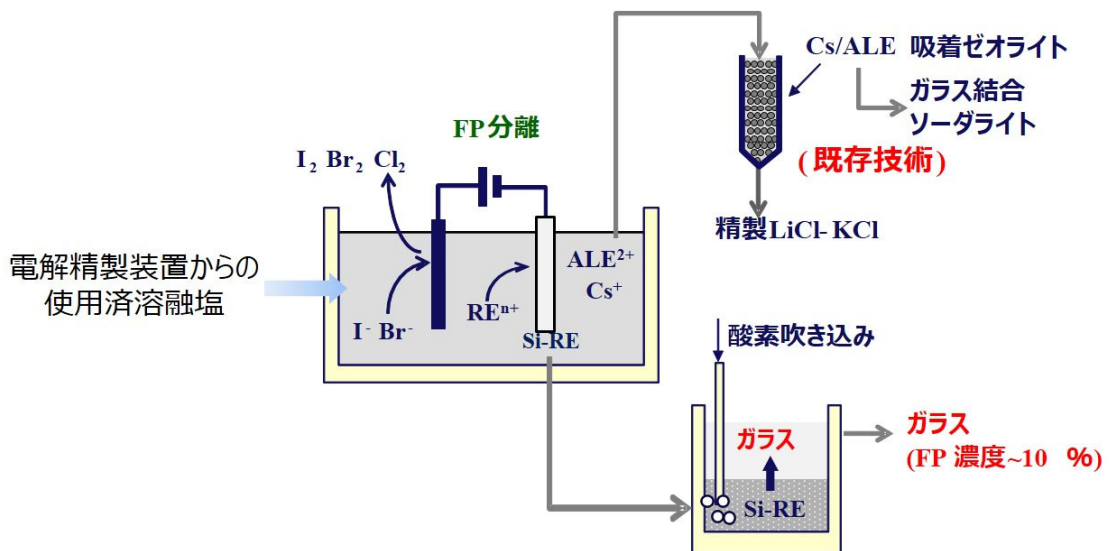 Cs/ALE 吸着ゼオライト
ガラス結合
ソーダライト
(既存技術)
精製LiCl-KCl
FP分離
I₂ Br₂ Cl₂
電解精製装置からの
使用済溶融塩
I⁻ Br⁻
REⁿ⁺
ALE²⁺
Cs⁺
Si-RE
酸素吹き込み
ガラス
Si-RE
ガラス
(FP 濃度~10 %)